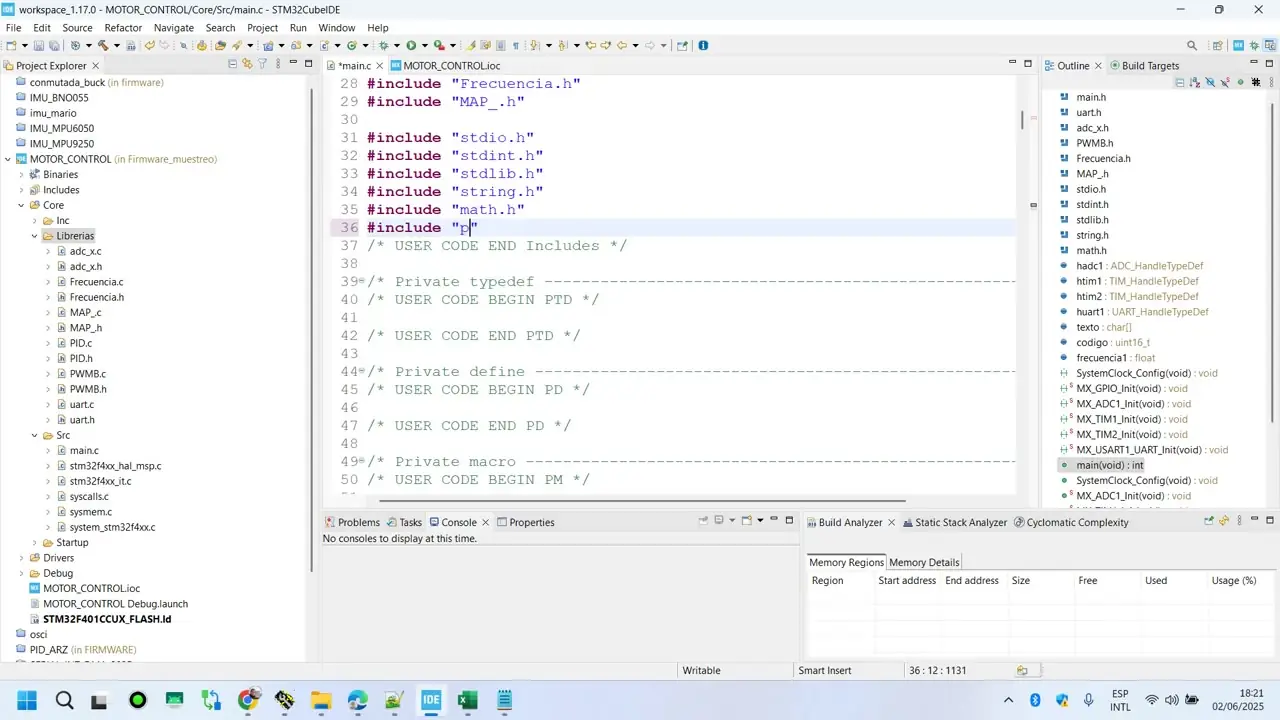 workspace_1.17.0 - MOTOR_CONTROL/Core/Src/main.c - STM32CubeIDE
File Edit Source Refactor Navigate Search Project Run Window Help
Project Explorer
conmutada_buck (in firmware)
IMU_BNO055
imu_mario
IMU_MPU6050
IMU_MPU9250
MOTOR_CONTROL (in Firmware_muestreo)
Binaries
Includes
Core
Inc
Librerias
adc_x.c
adc_x.h
Frecuencia.c
Frecuencia.h
MAP_.c
MAP_.h
PID.c
PID.h
PWMB.c
PWMB.h
uart.c
uart.h
Src
main.c
stm32f4xx_hal_msp.c
stm32f4xx_it.c
syscalls.c
sysmem.c
system_stm32f4xx.c
Startup
Drivers
Debug
MOTOR_CONTROL.ioc
MOTOR_CONTROL Debug.launch
STM32F401CCUX_FLASH.ld
osci
PID_ARZ (in FIRMWARE)
*main.c MOTOR_CONTROL.ioc
28 #include "Frecuencia.h"
29 #include "MAP_.h"
30
31 #include "stdio.h"
32 #include "stdint.h"
33 #include "stdlib.h"
34 #include "string.h"
35 #include "math.h"
36 #include "p"
37 /* USER CODE END Includes */
38
39 /* Private typedef -----------------------------------------------------
40 /* USER CODE BEGIN PTD */
41
42 /* USER CODE END PTD */
43
44 /* Private define ------------------------------------------------------
45 /* USER CODE BEGIN PD */
46
47 /* USER CODE END PD */
48
49 /* Private macro -------------------------------------------------------
50 /* USER CODE BEGIN PM */
Outline Build Targets
main.h
uart.h
adc_x.h
PWMB.h
Frecuencia.h
MAP_.h
stdio.h
stdint.h
stdlib.h
string.h
math.h
hadc1 : ADC_HandleTypeDef
htim1 : TIM_HandleTypeDef
htim2 : TIM_HandleTypeDef
huart1 : UART_HandleTypeDef
texto : char[]
codigo : uint16_t
frecuencia1 : float
SystemClock_Config(void) : void
MX_GPIO_Init(void) : void
MX_ADC1_Init(void) : void
MX_TIM1_Init(void) : void
MX_TIM2_Init(void) : void
MX_USART1_UART_Init(void) : void
main(void) : int
SystemClock_Config(void) : void
MX_ADC1_Init(void) : void
Problems Tasks Console Properties
No consoles to display at this time.
Build Analyzer Static Stack Analyzer Cyclomatic Complexity
Memory Regions Memory Details
Region Start address End address Size Free Used Usage (%)
Writable Smart Insert 36 : 12 : 1131
IDE
ESP
INTL
18:21
02/06/2025